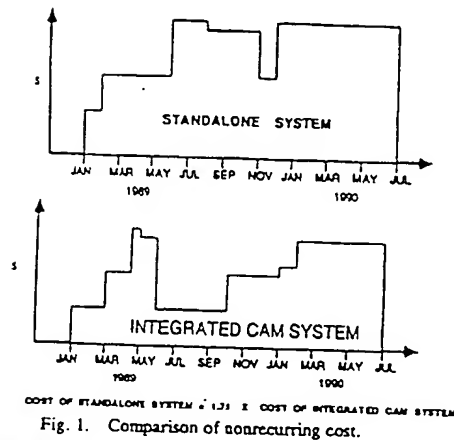 $
STANDALONE SYSTEM
JAN MAR MAY JUL SEP NOV JAN MAR MAY JUL
1989 1990
$
INTEGRATED CAM SYSTEM
JAN MAR MAY JUL SEP NOV JAN MAR MAY JUL
1989 1990
COST OF STANDALONE SYSTEM = X COST OF INTEGRATED CAM SYSTEM
Fig. 1. Comparison of nonrecurring cost.